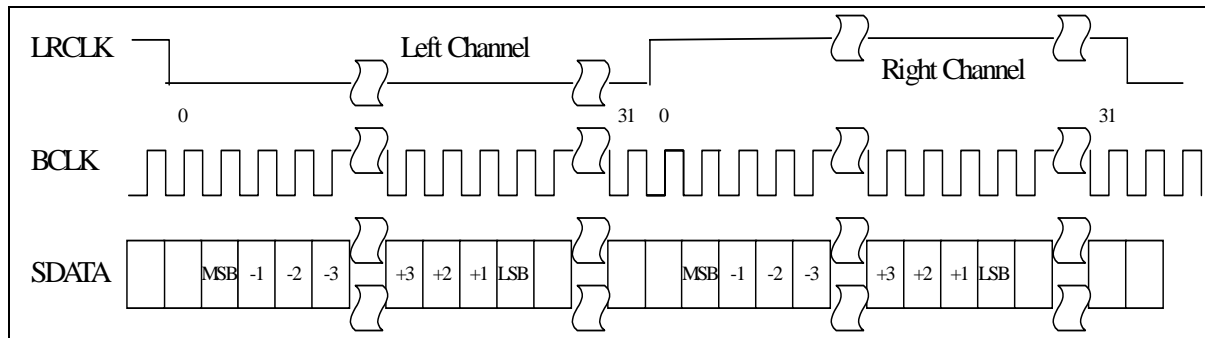 LRCLK Left Channel Right Channel
0 31 0 31
BCLK
SDATA MSB -1 -2 -3 +3 +2 +1 LSB MSB -1 -2 -3 +3 +2 +1 LSB